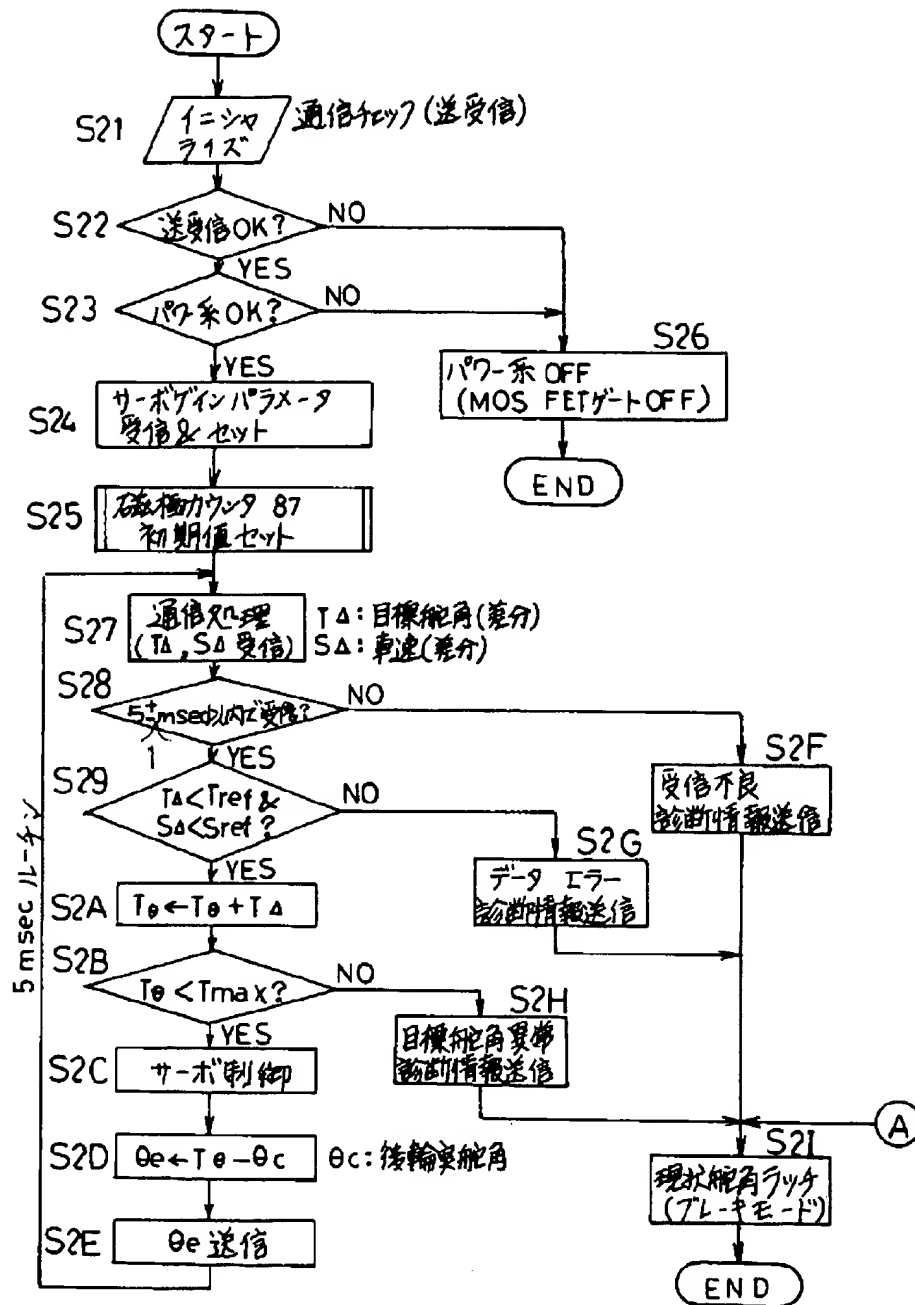 スタート
S21
イニシャ
ライズ
通信チェック(送受信)
S22
送受信OK?
NO
YES
S23
パワー系OK?
NO
YES
S26
パワー系 OFF
(MOS FETゲートOFF)
END
S24
サーボゲイン パラメータ
受信&セット
S25
磁極カウンタ 87
初期値セット
S27
通信処理
(TΔ, SΔ 受信)
TΔ:目標舵角(差分)
SΔ:車速(差分)
S28
5±msec以内で受信?
1
NO
YES
S2F
受信不良
診断情報送信
S29
TΔ<Tref&
SΔ<Sref?
NO
YES
S2G
データ エラー
診断情報送信
S2A
Tθ←Tθ+TΔ
S2B
Tθ<Tmax?
NO
YES
S2H
目標舵角異常
診断情報送信
S2C
サーボ制御
A
S2D
θe←Tθ-θc
θc:後輪実舵角
S2I
現状舵角ラッチ
(ブレーキモード)
S2E
θe 送信
END
5msecルーチン